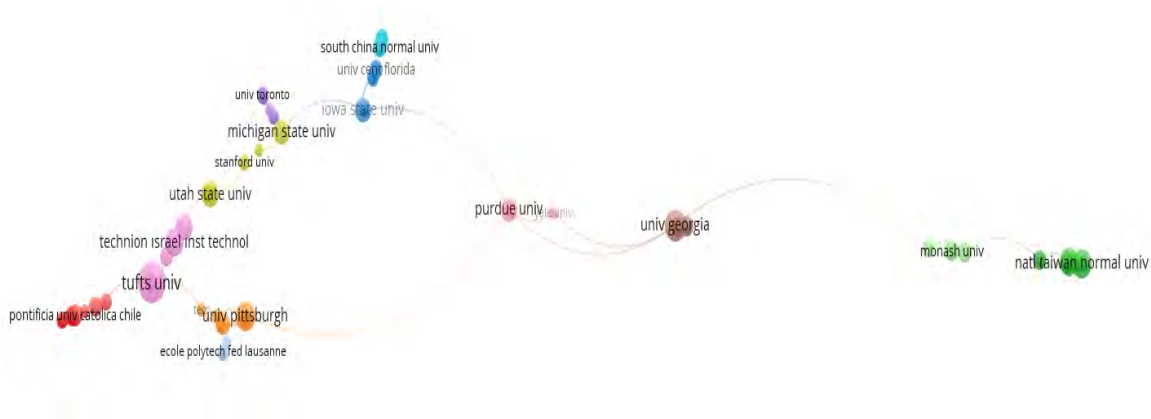 south china normal univ
univ cent florida
univ toronto
iowa state univ
michigan state univ
stanford univ
utah state univ
purdue univ
univ georgia
technion israel inst technol
monash univ
natl taiwan normal univ
tufts univ
pontificia univ catolica chile
univ pittsburgh
ecole polytech fed lausanne